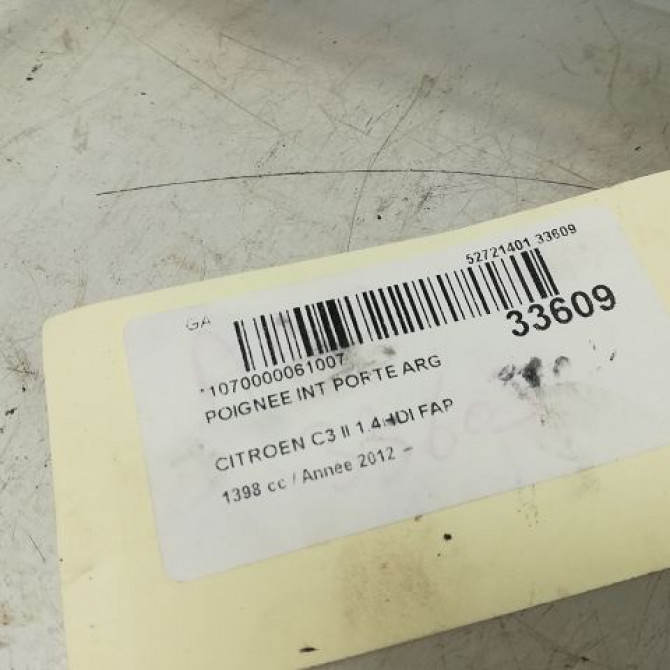 52721401 33609
GA
33609
*1070000061007
POIGNEE INT PORTE ARG
CITROEN C3 II 1.4 HDI FAP
1398 cc / Année 2012 -